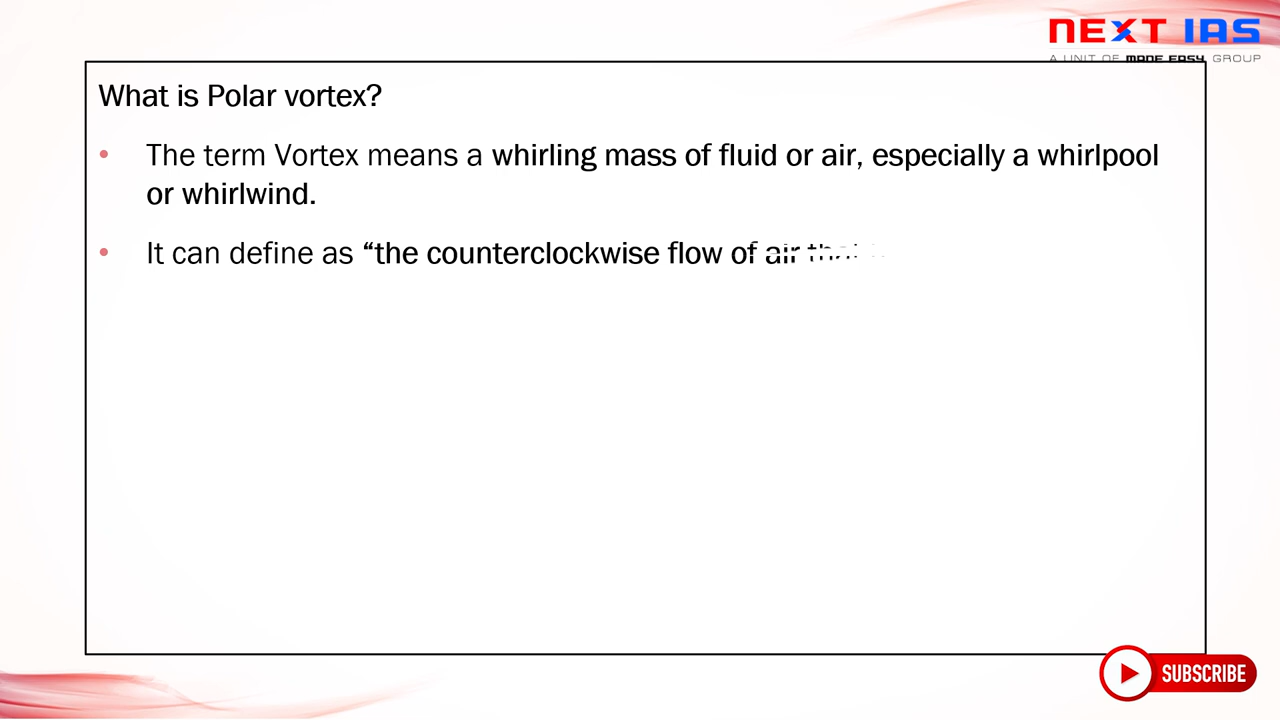 NEXT IAS
A UNIT OF MADE EASY GROUP
What is Polar vortex?
• The term Vortex means a whirling mass of fluid or air, especially a whirlpool
or whirlwind.
• It can define as “the counterclockwise flow of air
SUBSCRIBE